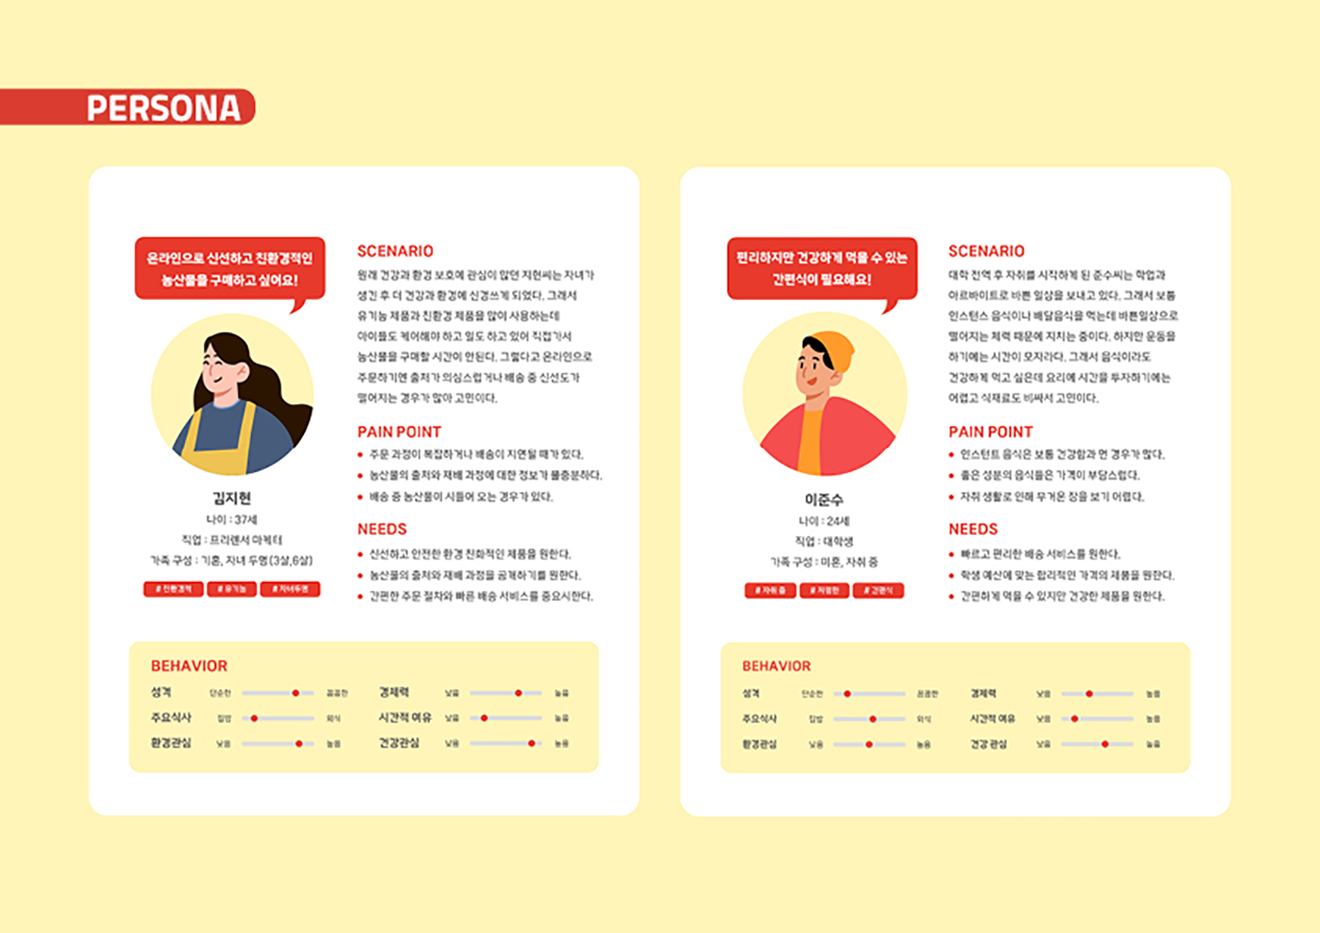 PERSONA
온라인으로 신선하고 친환경적인
농산물을 구매하고 싶어요!
김지현
나이 : 37세
직업 : 프리랜서 마케터
가족 구성 : 기혼, 자녀 두명(3살,6살)
# 친환경적 # 유기농 # 자녀두명
SCENARIO
원래 건강과 환경 보호에 관심이 많던 지현씨는 자녀가
생긴 후 더 건강과 환경에 신경쓰게 되었다. 그래서
유기농 제품과 친환경 제품을 많이 사용하는데
아이들도 케어해야 하고 일도 하고 있어 직접가서
농산물을 구매할 시간이 안된다. 그렇다고 온라인으로
주문하기엔 출처가 의심스럽거나 배송 중 신선도가
떨어지는 경우가 많아 고민이다.
PAIN POINT
• 주문 과정이 복잡하거나 배송이 지연될 때가 있다.
• 농산물의 출처와 재배 과정에 대한 정보가 불충분하다.
• 배송 중 농산물이 시들어 오는 경우가 있다.
NEEDS
• 신선하고 안전한 환경 친화적인 제품을 원한다.
• 농산물의 출처와 재배 과정을 공개하기를 원한다.
• 간편한 주문 절차와 빠른 배송 서비스를 중요시한다.
BEHAVIOR
성격 단순한 꼼꼼한 경제력 낮음 높음
주요식사 집밥 외식 시간적 여유 낮음 높음
환경관심 낮음 높음 건강관심 낮음 높음
편리하지만 건강하게 먹을 수 있는
간편식이 필요해요!
이준수
나이 : 24세
직업 : 대학생
가족 구성 : 미혼, 자취 중
# 자취 중 # 저렴한 # 간편식
SCENARIO
대학 전역 후 자취를 시작하게 된 준수씨는 학업과
아르바이트로 바쁜 일상을 보내고 있다. 그래서 보통
인스턴스 음식이나 배달음식을 먹는데 바쁜일상으로
떨어지는 체력 때문에 지치는 중이다. 하지만 운동을
하기에는 시간이 모자라다. 그래서 음식이라도
건강하게 먹고 싶은데 요리에 시간을 투자하기에는
어렵고 식재료도 비싸서 고민이다.
PAIN POINT
• 인스턴트 음식은 보통 건강함과 먼 경우가 많다.
• 좋은 성분의 음식들은 가격이 부담스럽다.
• 자취 생활로 인해 무거운 장을 보기 어렵다.
NEEDS
• 빠르고 편리한 배송 서비스를 원한다.
• 학생 예산에 맞는 합리적인 가격의 제품을 원한다.
• 간편하게 먹을 수 있지만 건강한 제품을 원한다.
BEHAVIOR
성격 단순한 꼼꼼한 경제력 낮음 높음
주요식사 집밥 외식 시간적 여유 낮음 높음
환경관심 낮음 높음 건강 관심 낮음 높음